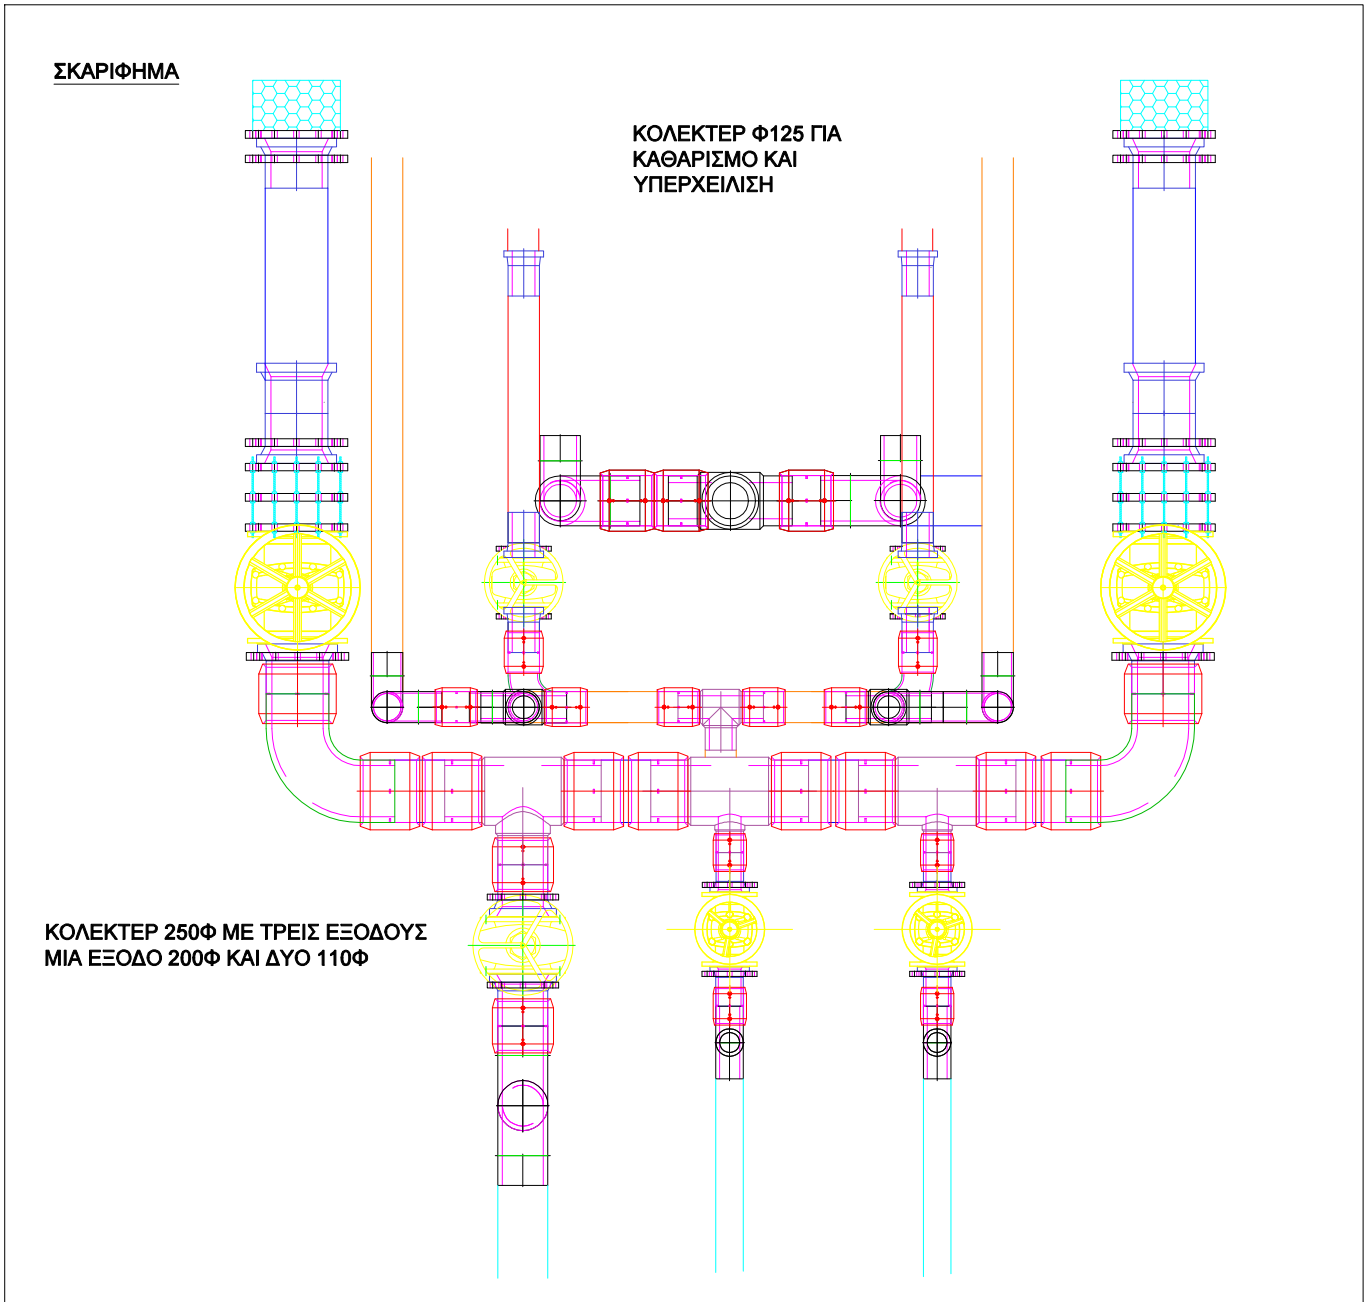 ΣΚΑΡΙΦΗΜΑ
ΚΟΛΕΚΤΕΡ Φ125 ΓΙΑ
ΚΑΘΑΡΙΣΜΟ ΚΑΙ
ΥΠΕΡΧΕΙΛΙΣΗ
ΚΟΛΕΚΤΕΡ 250Φ ΜΕ ΤΡΕΙΣ ΕΞΟΔΟΥΣ
ΜΙΑ ΕΞΟΔΟ 200Φ ΚΑΙ ΔΥΟ 110Φ